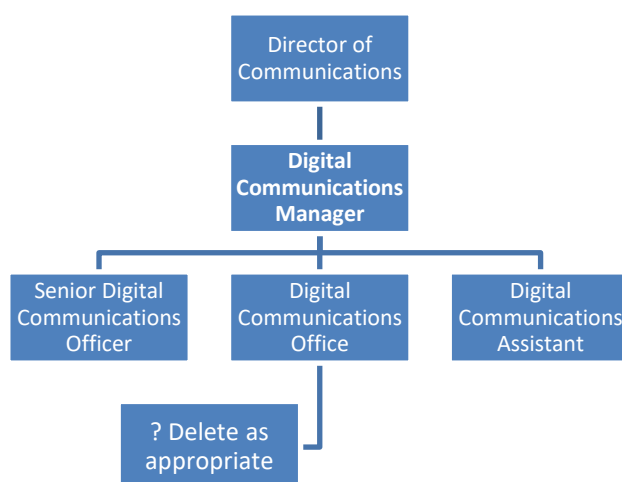 Director of
Communications
Digital
Communications
Manager
Senior Digital
Communications
Officer
Digital
Communications
Office
Digital
Communications
Assistant
? Delete as
appropriate